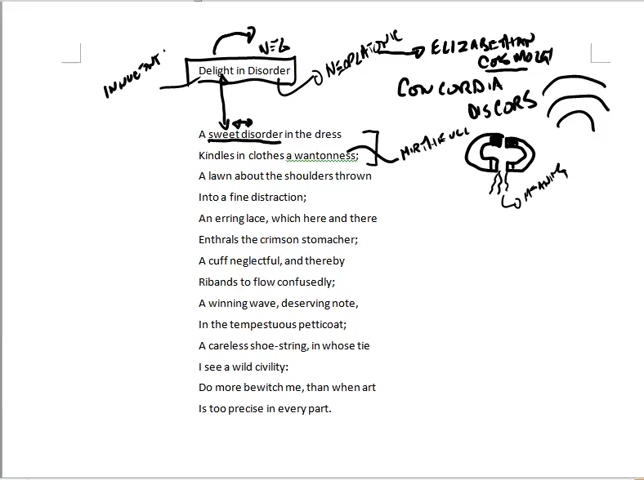 NEG
ELIZABETHAN
NEOPLATONIC
Delight in Disorder
CONCORDIA
DISCORS
A sweet disorder in the dress
MIRTHFULL
Kindles in clothes a wantonness;
A lawn about the shoulders thrown
MEANING
Into a fine distraction;
An erring lace, which here and there
Enthrals the crimson stomacher;
A cuff neglectful, and thereby
Ribands to flow confusedly;
A winning wave, deserving note,
In the tempestuous petticoat;
A careless shoe-string, in whose tie
I see a wild civility:
Do more bewitch me, than when art
Is too precise in every part.